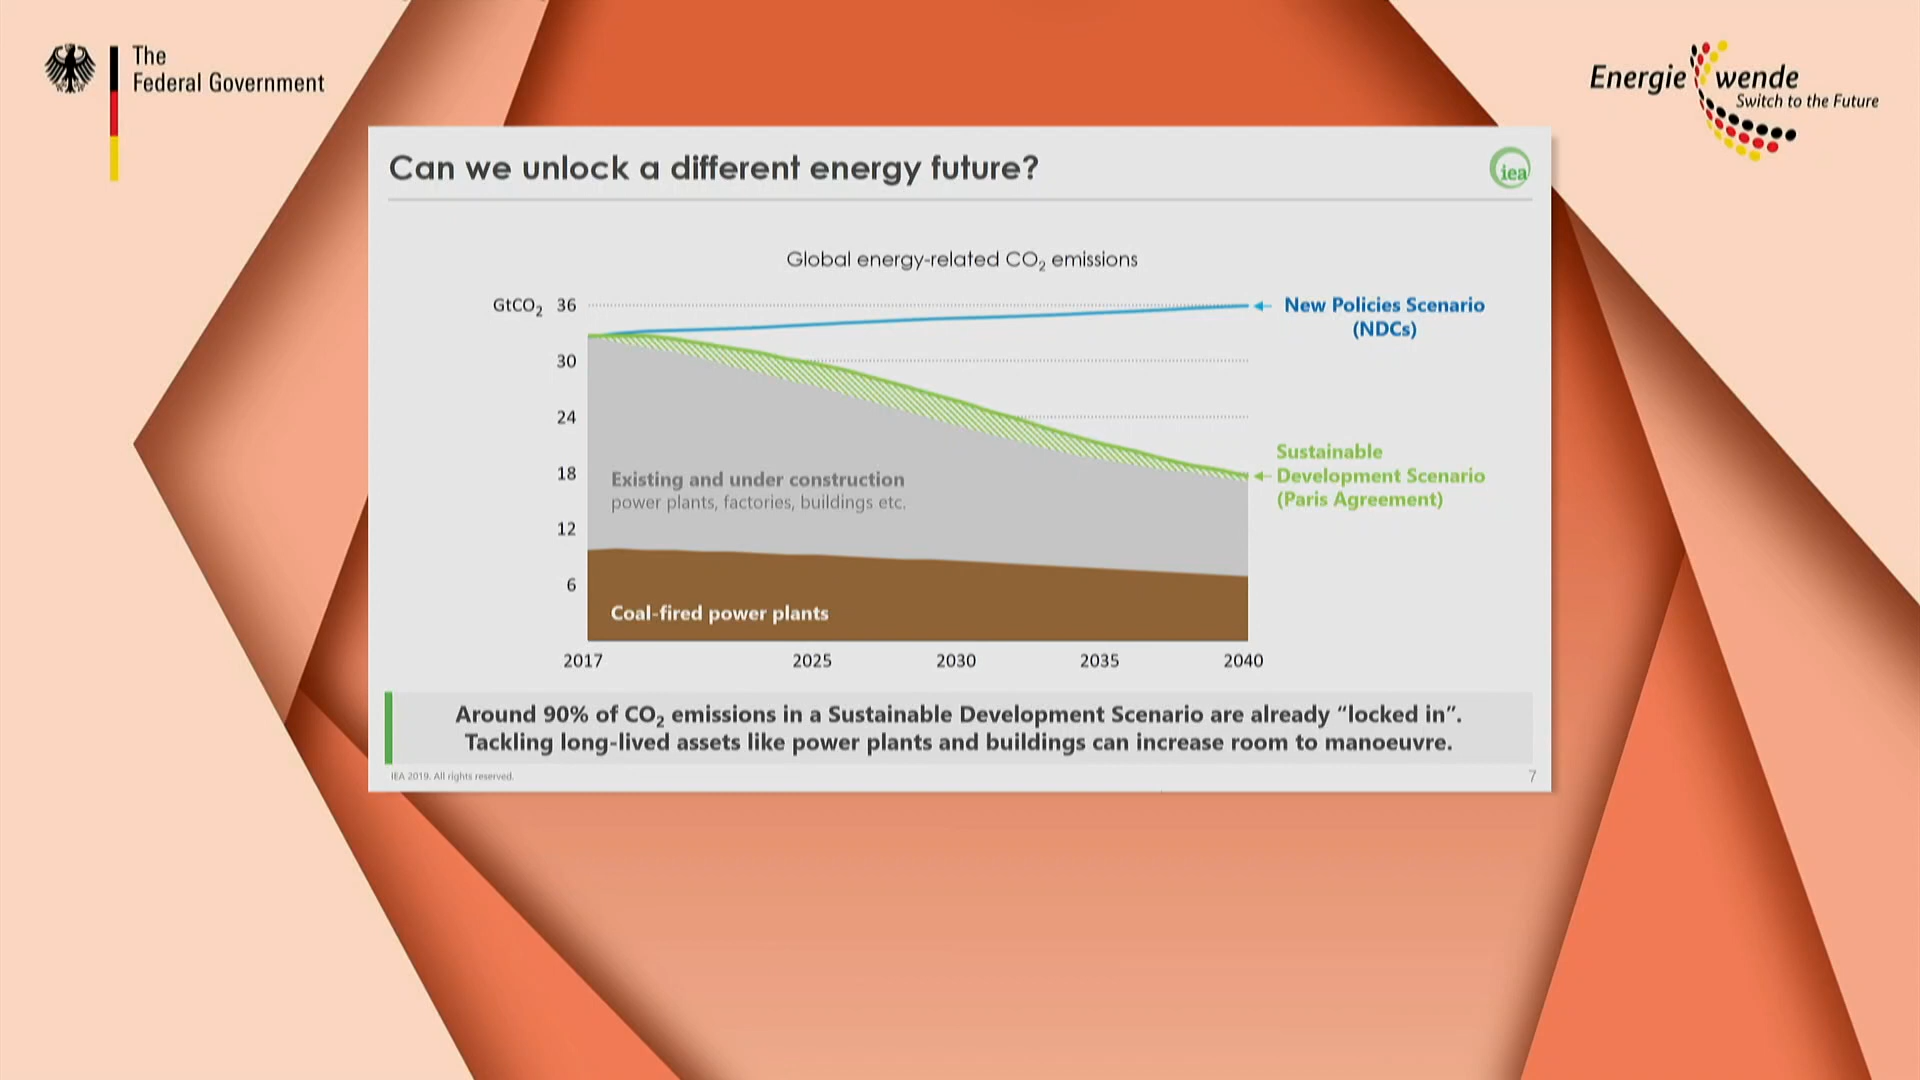 The
Federal Government
Energie wende
Switch to the Future
Can we unlock a different energy future?
iea
Global energy-related CO₂ emissions
GtCO₂ 36
30
24
18
12
6
New Policies Scenario
(NDCs)
Sustainable
Development Scenario
(Paris Agreement)
Existing and under construction
power plants, factories, buildings etc.
Coal-fired power plants
2017 2025 2030 2035 2040
Around 90% of CO₂ emissions in a Sustainable Development Scenario are already “locked in”.
Tackling long-lived assets like power plants and buildings can increase room to manoeuvre.
IEA 2019. All rights reserved.
7